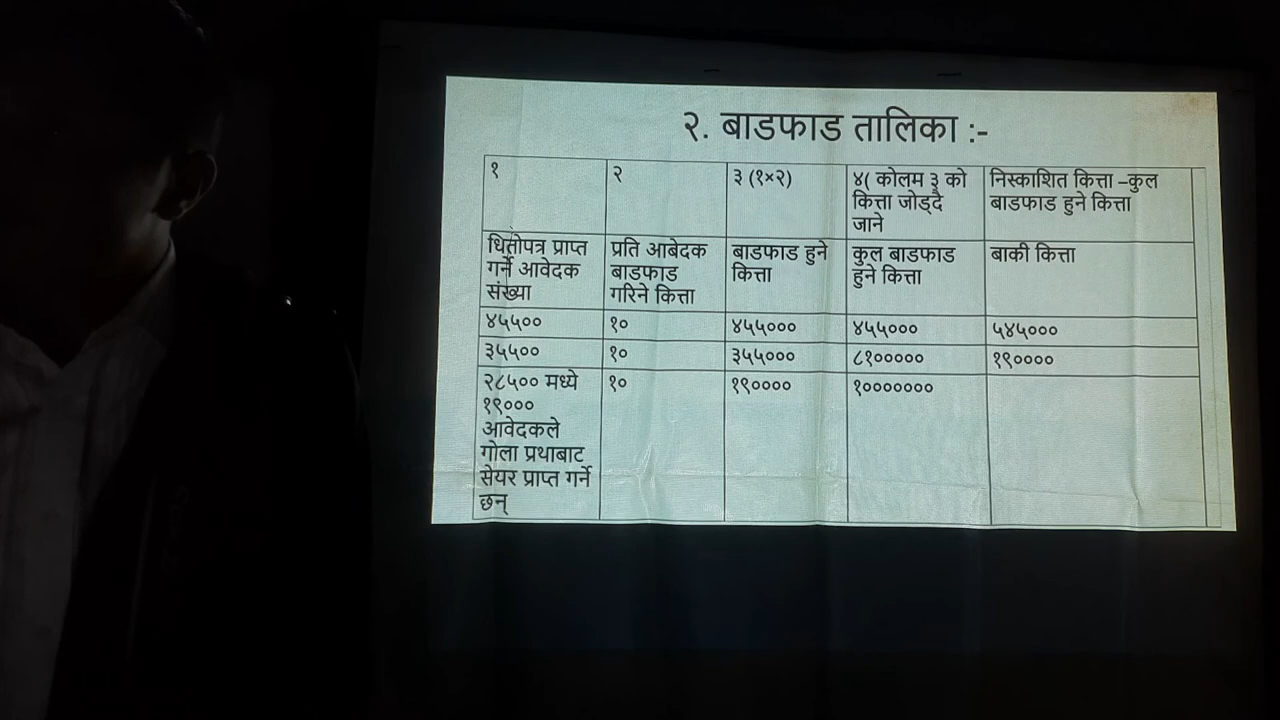 २. बाडफाड तालिका :-
१
२
३ (१×२)
४( कोलम ३ को
कित्ता जोड्दै
जाने
निस्काशित कित्ता –कुल
बाडफाड हुने कित्ता
धितोपत्र प्राप्त
गर्ने आवेदक
संख्या
प्रति आबेदक
बाडफाड
गरिने कित्ता
बाडफाड हुने
कित्ता
कुल बाडफाड
हुने कित्ता
बाकी कित्ता
४५५००
१०
४५५०००
४५५०००
५४५०००
३५५००
१०
३५५०००
८१०००००
१९००००
२८५०० मध्ये
१९०००
आवेदकले
गोला प्रथाबाट
सेयर प्राप्त गर्ने
छन्
१०
१९००००
१०००००००